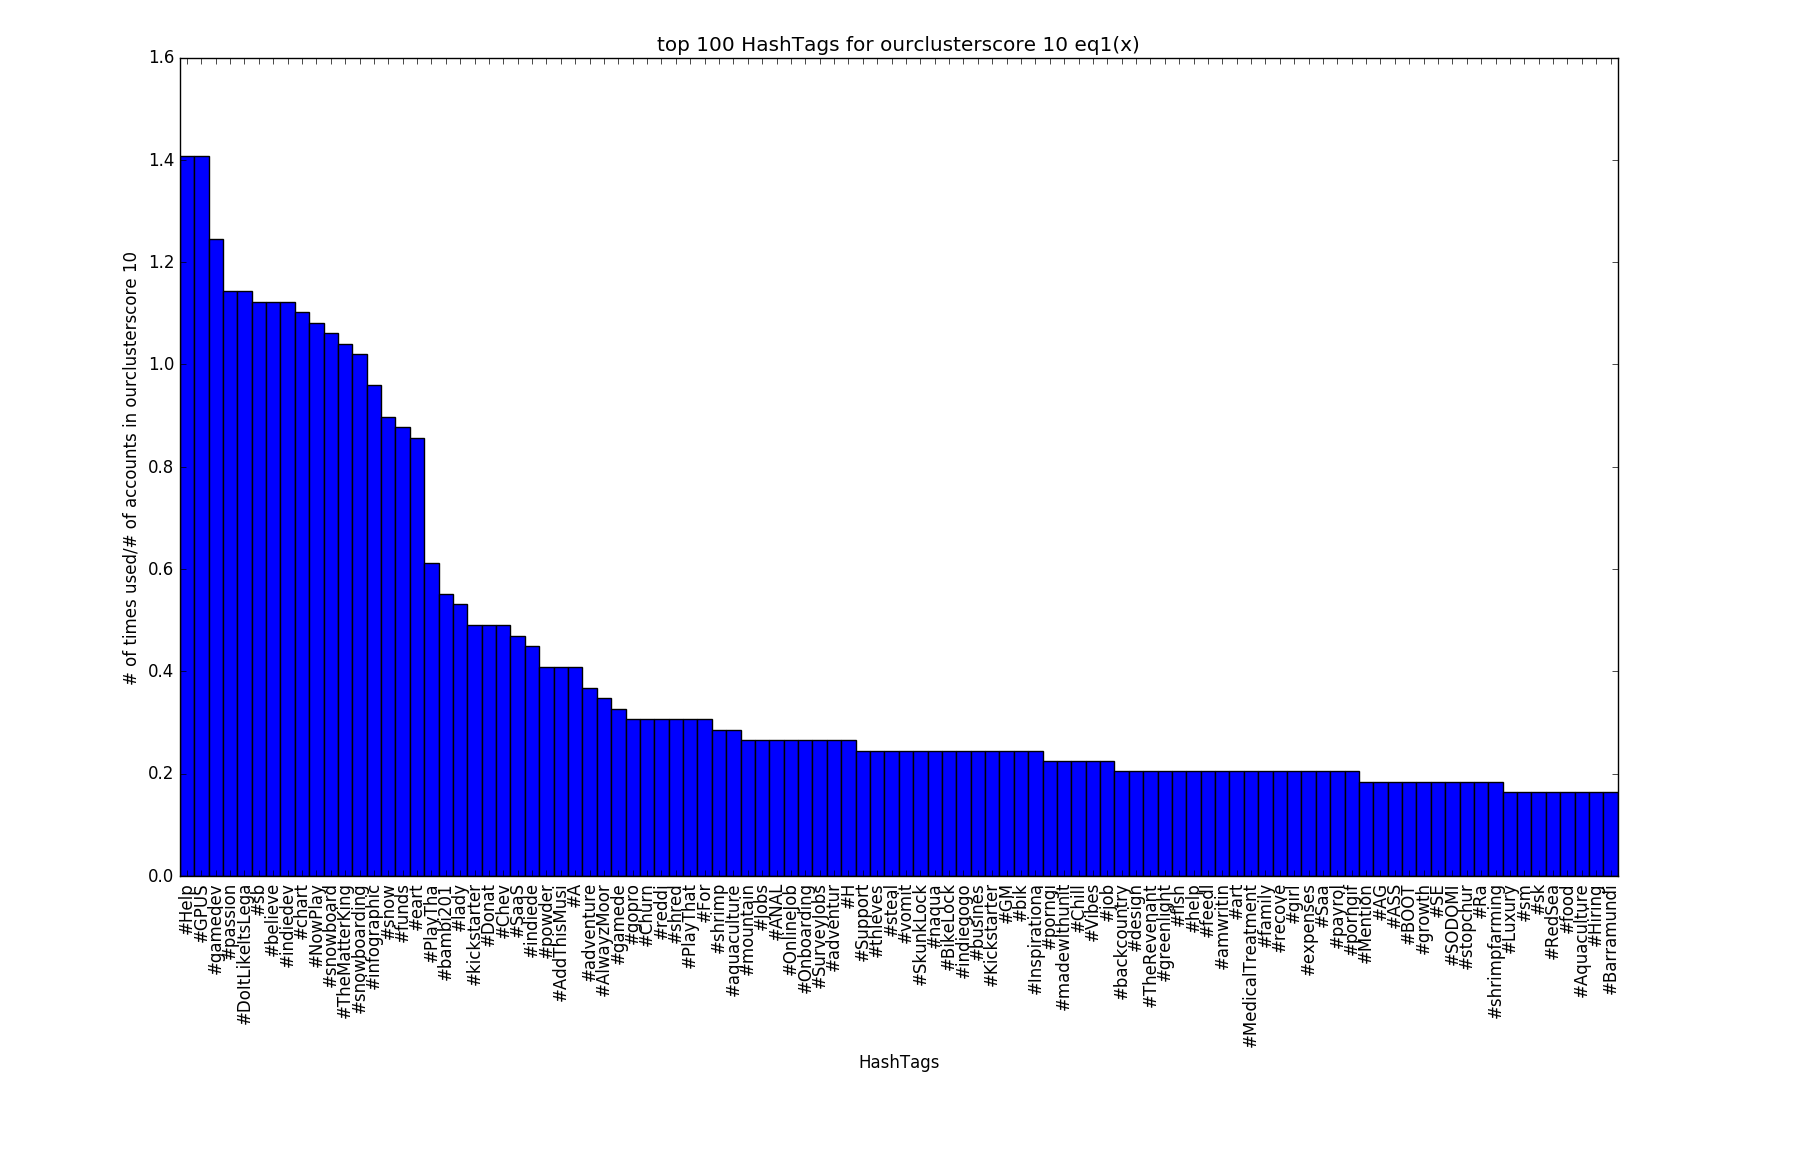 top 100 HashTags for ourclusterscore 10 eq1(x)
1.6
1.4
1.2
1.0
0.8
0.6
0.4
0.2
0.0
# of times used/# of accounts in ourclusterscore 10
#Help
#GPUS
#gamedev
#passion
#DoItLikeItsLega
#sb
#believe
#indiedev
#chart
#NowPlay
#snowboard
#TheMatterKing
#snowboarding
#infographic
#snow
#funds
#eart
#PlayTha
#bambi201
#lady
#kickstarter
#Donat
#Chev
#SaaS
#indiede
#powder
#AddThisMusi
#A
#adventure
#AlwayzMoor
#gamede
#gopro
#Churn
#reddi
#shred
#PlayThat
#For
#shrimp
#aquaculture
#mountain
#Jobs
#ANAL
#OnlineJob
#Onboarding
#SurveyJobs
#adventur
#H
#Support
#thieves
#steal
#vomit
#SkunkLock
#naqua
#BikeLock
#indiegogo
#busines
#Kickstarter
#GM
#bik
#Inspirationa
#porngi
#madewithunit
#Chill
#Vibes
#job
#backcountry
#design
#TheRevenant
#greenlight
#fish
#help
#feedl
#amwritin
#art
#MedicalTreatment
#family
#recove
#girl
#expenses
#Saa
#payrol
#porngif
#Mention
#AG
#ASS
#BOOT
#growth
#SE
#SODOMI
#stopchur
#Ra
#shrimpfarming
#Luxury
#sm
#sk
#RedSea
#food
#Aquaculture
#Hiring
#Barramundi
HashTags